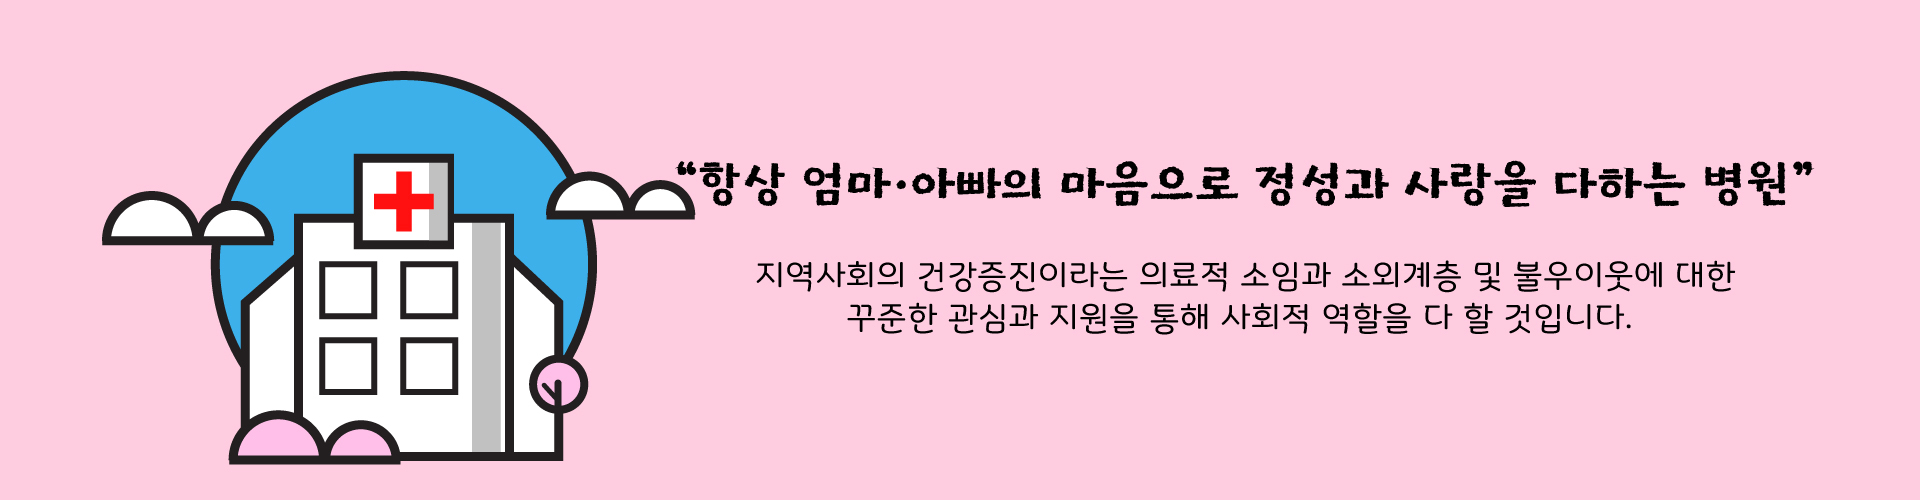 “항상 엄마·아빠의 마음으로 정성과 사랑을 다하는 병원”
지역사회의 건강증진이라는 의료적 소임과 소외계층 및 불우이웃에 대한
꾸준한 관심과 지원을 통해 사회적 역할을 다 할 것입니다.